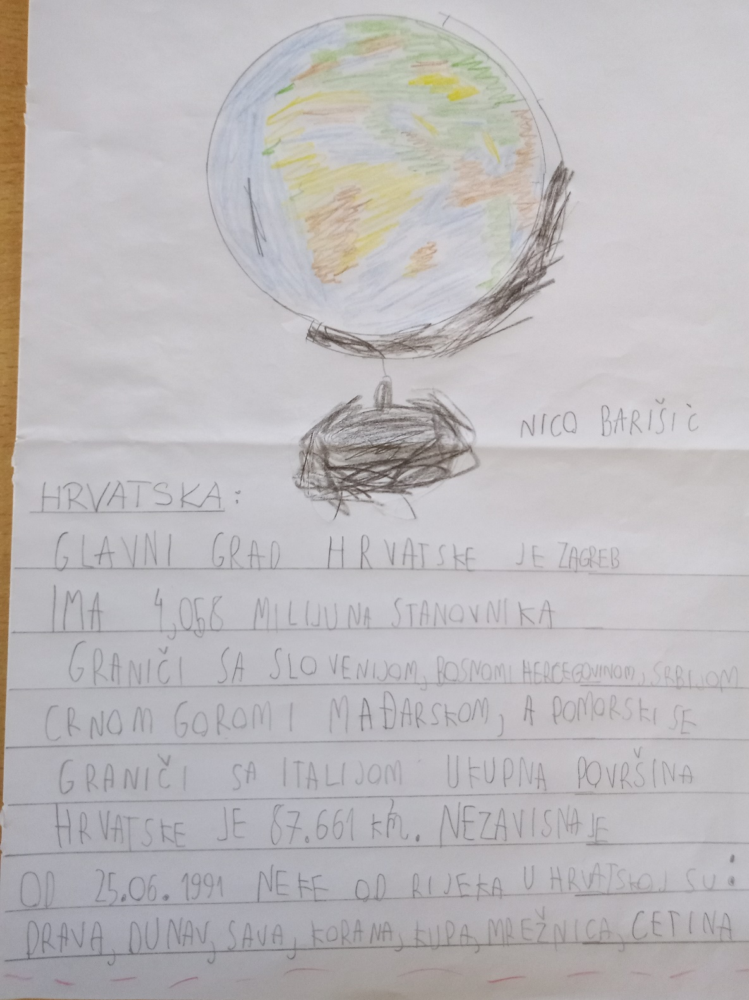 NICO BARIŠIĆ
HRVATSKA:
GLAVNI GRAD HRVATSKE JE ZAGREB
IMA 4,058 MILIJUNA STANOVNIKA
GRANIČI SA SLOVENIJOM, BOSNOM I HERCEGOVINOM, SRBIJOM
CRNOM GOROM I MAĐARSKOM, A POMORSKI SE
GRANIČI SA ITALIJOM UKUPNA POVRŠINA
HRVATSKE JE 87.661 km². NEZAVISNA JE
OD 25.06.1991 NEKE OD RIJEKA U HRVATSKOJ SU:
DRAVA, DUNAV, SAVA, KORANA, KUPA, MREŽNICA, CETINA